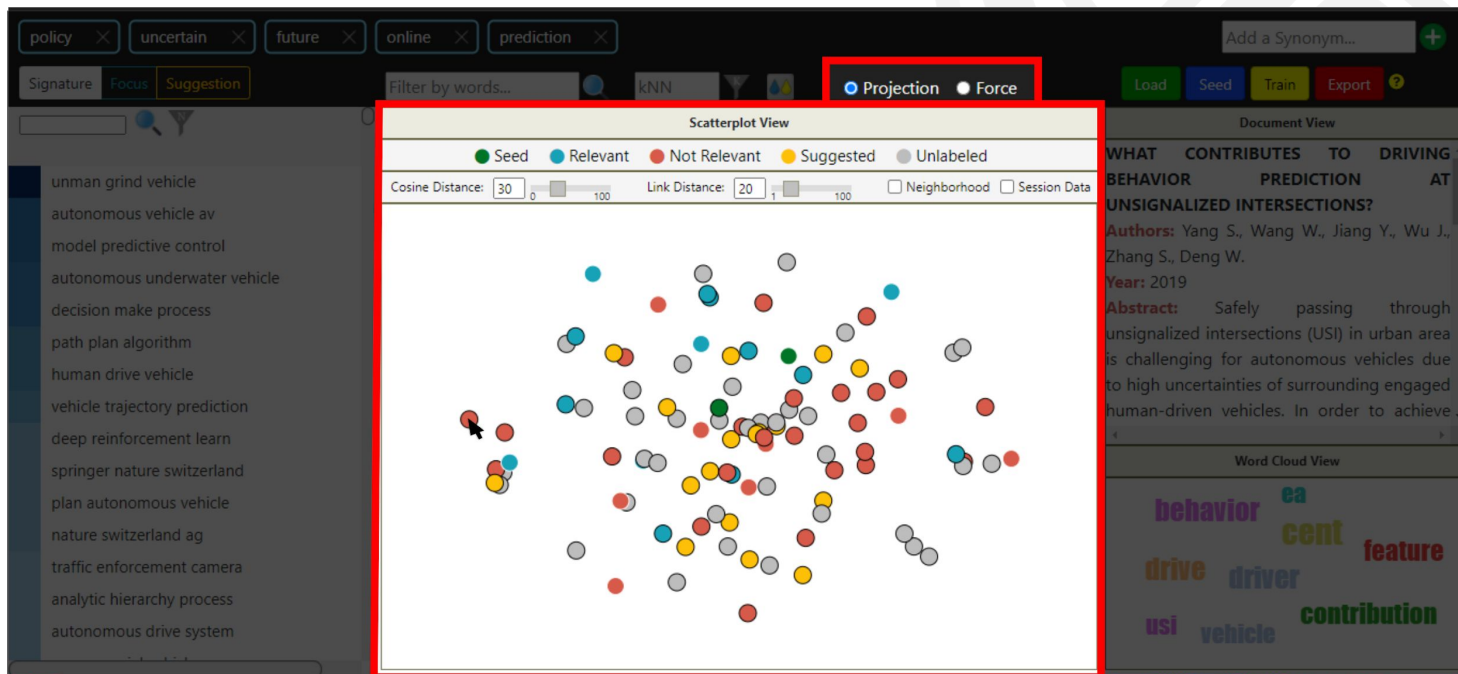 policy × uncertain × future × online × prediction ×
Add a Synonym...
Signature Focus Suggestion
Filter by words...
kNN
Projection Force
Load Seed Train Export ?
Scatterplot View
Seed Relevant Not Relevant Suggested Unlabeled
Cosine Distance: 30 0 100 Link Distance: 20 1 100 Neighborhood Session Data
unman grind vehicle
autonomous vehicle av
model predictive control
autonomous underwater vehicle
decision make process
path plan algorithm
human drive vehicle
vehicle trajectory prediction
deep reinforcement learn
springer nature switzerland
plan autonomous vehicle
nature switzerland ag
traffic enforcement camera
analytic hierarchy process
autonomous drive system
Document View
WHAT CONTRIBUTES TO DRIVING
BEHAVIOR PREDICTION AT
UNSIGNALIZED INTERSECTIONS?
Authors: Yang S., Wang W., Jiang Y., Wu J.,
Zhang S., Deng W.
Year: 2019
Abstract: Safely passing through
unsignalized intersections (USI) in urban area
is challenging for autonomous vehicles due
to high uncertainties of surrounding engaged
human-driven vehicles. In order to achieve
Word Cloud View
behavior ea
cent
feature
drive driver
contribution
usi vehicle